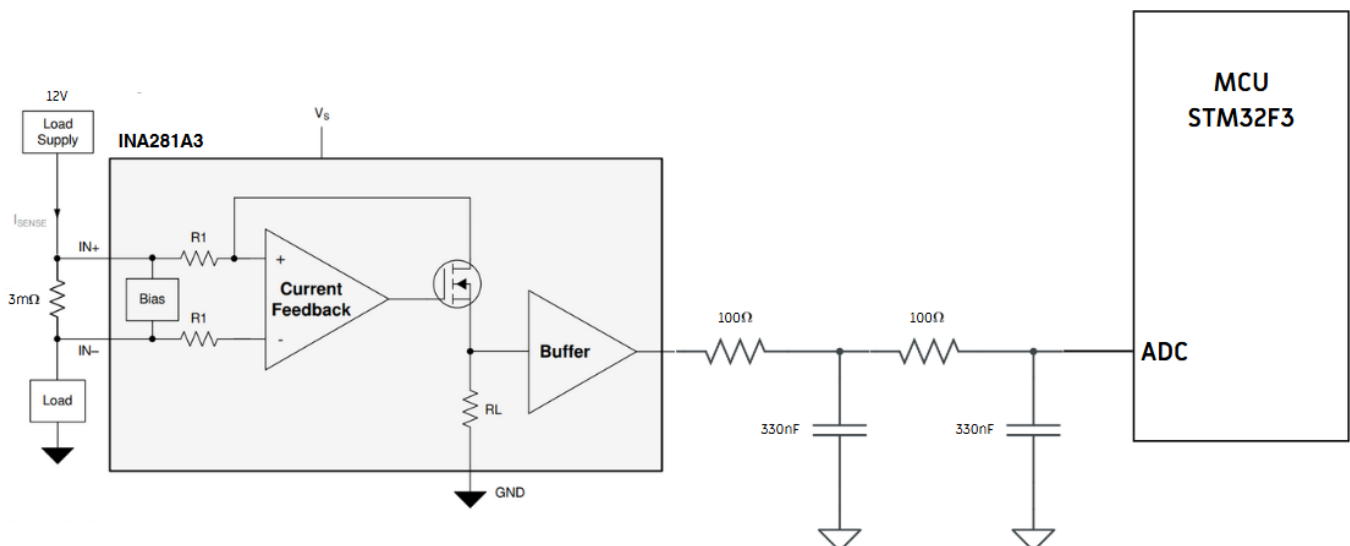 MCU
STM32F3
12V
Load
Supply
Vs
INA281A3
ISENSE
IN+
R1
+
3mΩ
Bias
Current
Feedback
R1
-
IN–
Buffer
100Ω
100Ω
ADC
Load
RL
330nF
330nF
GND